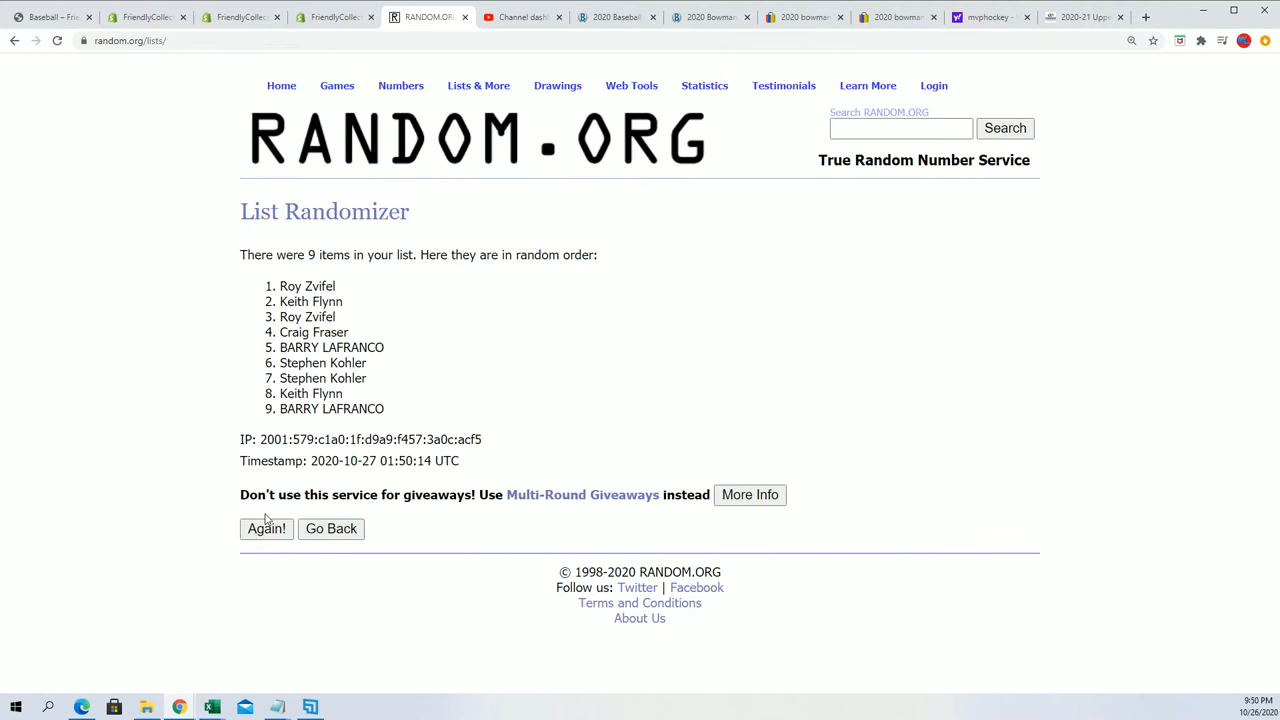 Baseball – Frie
FriendlyCollect
FriendlyCollect
FriendlyCollect
RANDOM.ORG
Channel dash
2020 Baseball
2020 Bowman
2020 bowman
2020 bowman
mvphockey -
2020-21 Uppe
random.org/lists/
Home Games Numbers Lists & More Drawings Web Tools Statistics Testimonials Learn More Login
RANDOM.ORG
Search RANDOM.ORG
Search
True Random Number Service
List Randomizer
There were 9 items in your list. Here they are in random order:
1. Roy Zvifel
2. Keith Flynn
3. Roy Zvifel
4. Craig Fraser
5. BARRY LAFRANCO
6. Stephen Kohler
7. Stephen Kohler
8. Keith Flynn
9. BARRY LAFRANCO
IP: 2001:579:c1a0:1f:d9a9:f457:3a0c:acf5
Timestamp: 2020-10-27 01:50:14 UTC
Don't use this service for giveaways! Use Multi-Round Giveaways instead More Info
Again! Go Back
© 1998-2020 RANDOM.ORG
Follow us: Twitter | Facebook
Terms and Conditions
About Us
9:50 PM
10/26/2020